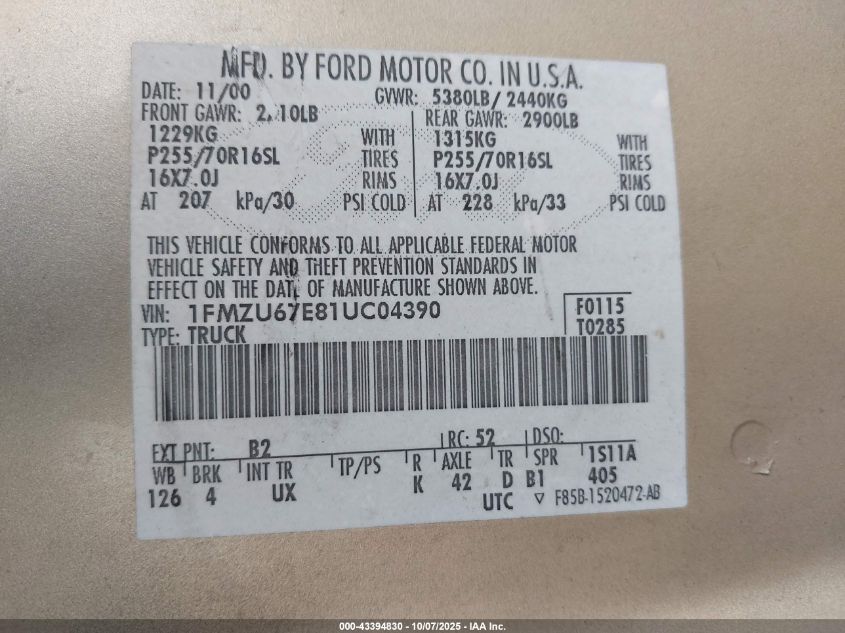 MFD. BY FORD MOTOR CO. IN U.S.A.
DATE: 11/00 GVWR: 5380LB/ 2440KG
FRONT GAWR: 2, 10LB REAR GAWR: 2900LB
1229KG WITH 1315KG WITH
P255/70R16SL TIRES P255/70R16SL TIRES
16X7.0J RIMS 16X7.0J RIMS
AT 207 kPa/30 PSI COLD AT 228 kPa/33 PSI COLD
THIS VEHICLE CONFORMS TO ALL APPLICABLE FEDERAL MOTOR
VEHICLE SAFETY AND THEFT PREVENTION STANDARDS IN
EFFECT ON THE DATE OF MANUFACTURE SHOWN ABOVE.
VIN: 1FMZU67E81UC04390 F0115
TYPE: TRUCK T0285
EXT PNT: B2 RC: 52 DSO:
WB BRK INT TR TP/PS R AXLE TR SPR 1S11A
126 4 UX K 42 D B1 405
UTC ▽ F85B-1520472-AB
000-43394830 - 10/07/2025 - IAA Inc.